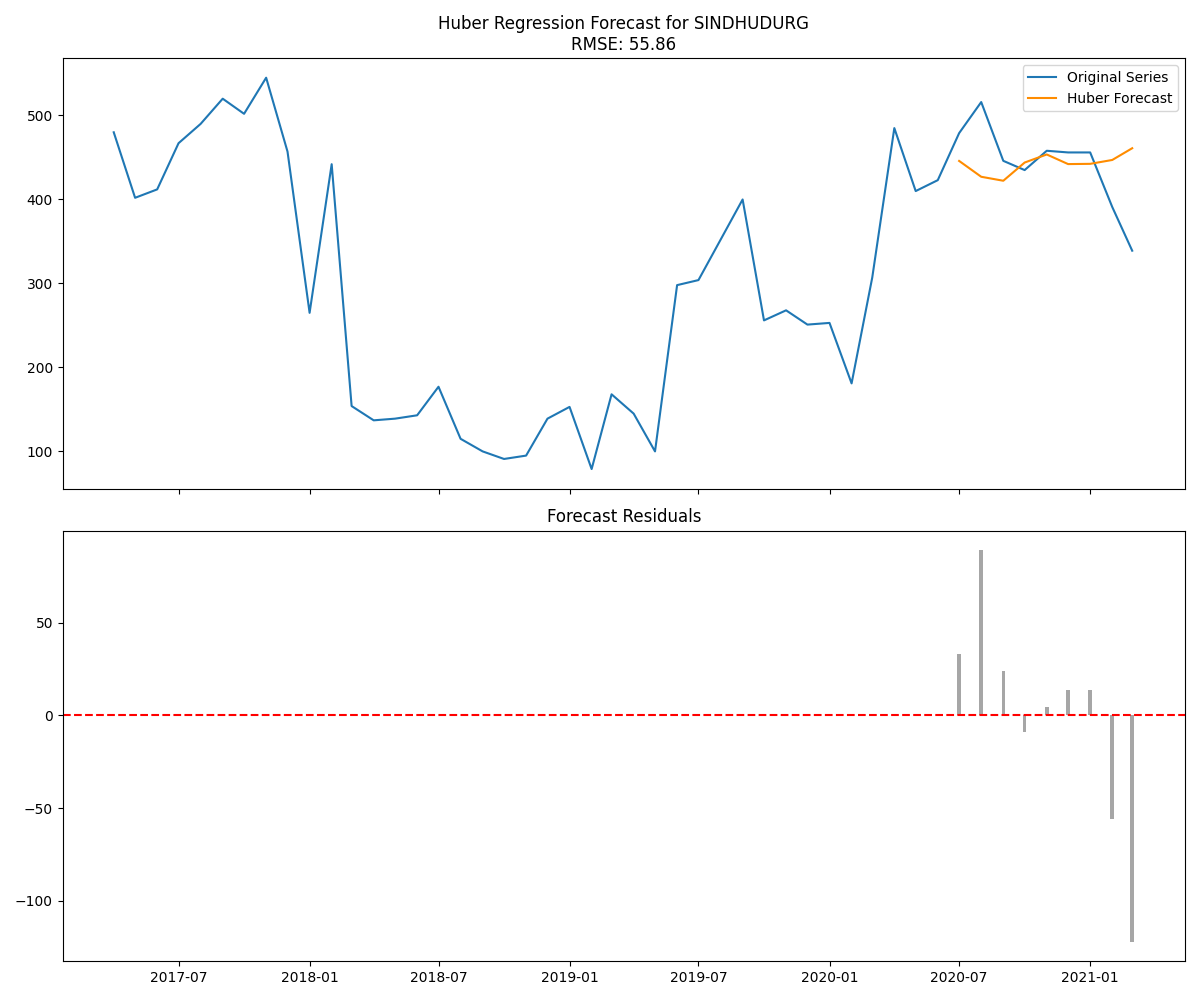 Huber Regression Forecast for SINDHUDURG
RMSE: 55.86
Original Series
Huber Forecast
500
400
300
200
100
Forecast Residuals
50
0
−50
−100
2017-07 2018-01 2018-07 2019-01 2019-07 2020-01 2020-07 2021-01